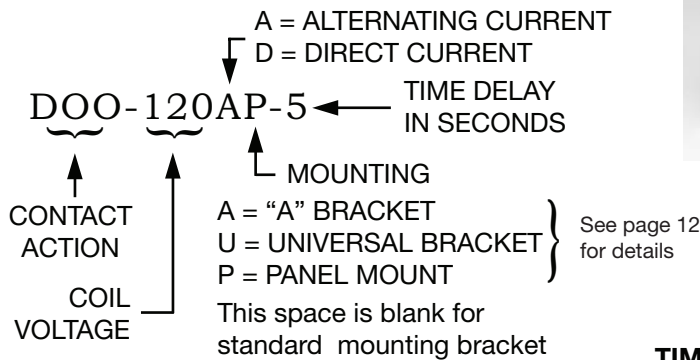 A = ALTERNATING CURRENT
D = DIRECT CURRENT
DOO-120AP-5
TIME DELAY
IN SECONDS
CONTACT
ACTION
COIL
VOLTAGE
MOUNTING
A = “A” BRACKET
U = UNIVERSAL BRACKET
P = PANEL MOUNT
This space is blank for
standard mounting bracket
See page 12
for details
TIM